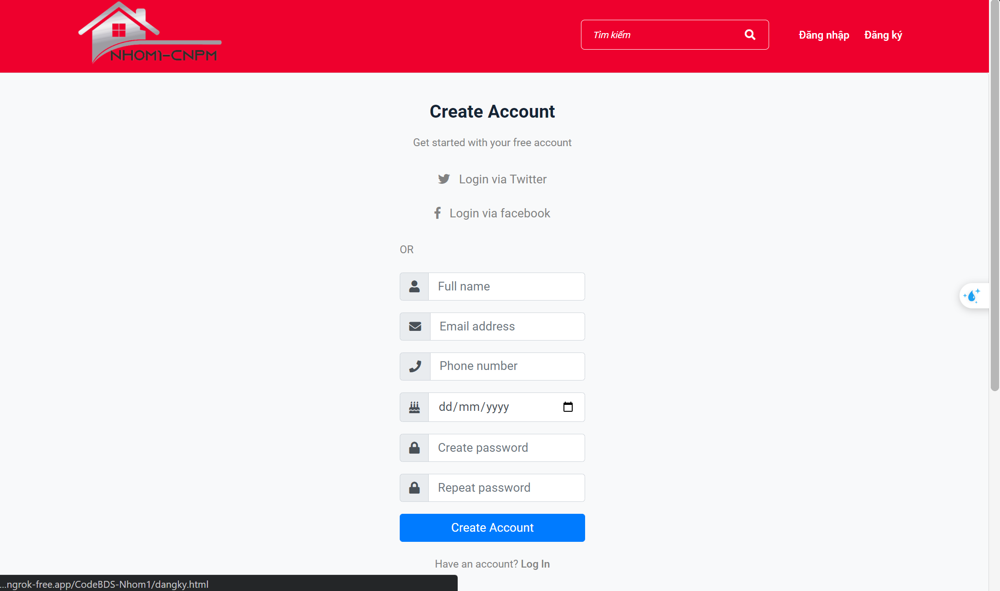 NHOM1-CNPM
Tìm kiếm
Đăng nhập
Đăng ký
Create Account
Get started with your free account
Login via Twitter
Login via facebook
OR
Full name
Email address
Phone number
dd/mm/yyyy
Create password
Repeat password
Create Account
Have an account? Log In
...ngrok-free.app/CodeBDS-Nhom1/dangky.html